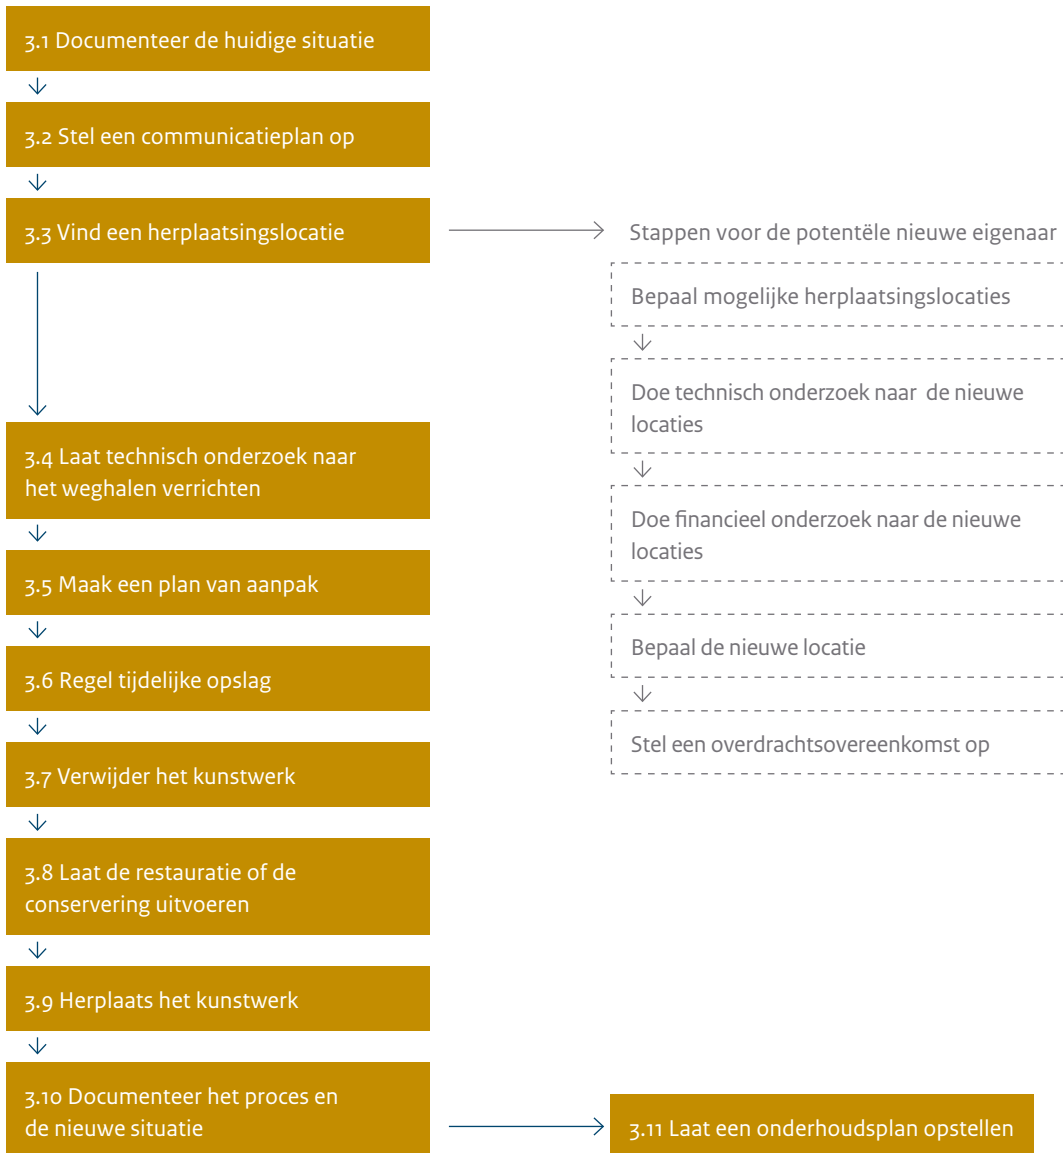 3.1 Documenteer de huidige situatie
3.2 Stel een communicatieplan op
3.3 Vind een herplaatsingslocatie
Stappen voor de potentële nieuwe eigenaar
Bepaal mogelijke herplaatsingslocaties
Doe technisch onderzoek naar de nieuwe
locaties
Doe financieel onderzoek naar de nieuwe
locaties
Bepaal de nieuwe locatie
Stel een overdrachtsovereenkomst op
3.4 Laat technisch onderzoek naar
het weghalen verrichten
3.5 Maak een plan van aanpak
3.6 Regel tijdelijke opslag
3.7 Verwijder het kunstwerk
3.8 Laat de restauratie of de
conservering uitvoeren
3.9 Herplaats het kunstwerk
3.10 Documenteer het proces en
de nieuwe situatie
3.11 Laat een onderhoudsplan opstellen